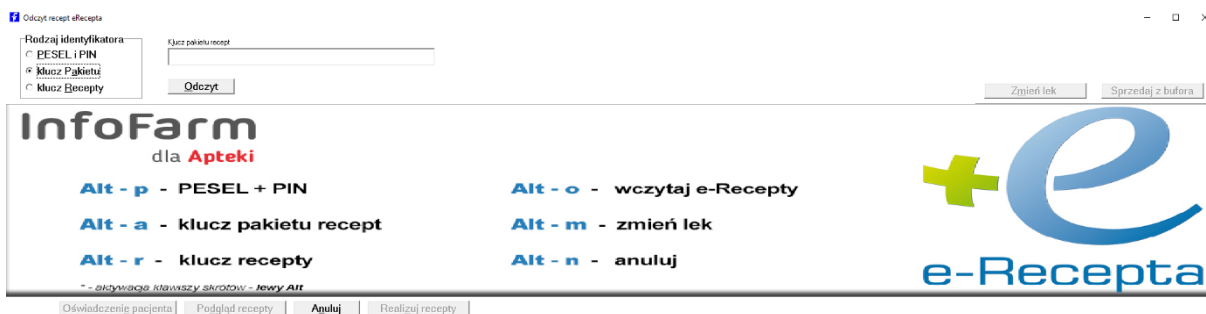 Odczyt recept eRecepta
Rodzaj identyfikatora
PESEL i PIN
klucz Pakietu
klucz Recepty
Klucz pakietu recept
Odczyt
Zmień lek
Sprzedaj z bufora
InfoFarm
dla Apteki
Alt - p - PESEL + PIN
Alt - a - klucz pakietu recept
Alt - r - klucz recepty
* - aktywacja klawiszy skrótów - lewy Alt
Alt - o - wczytaj e-Recepty
Alt - m - zmień lek
Alt - n - anuluj
e
e-Recepta
Oświadczenie pacjenta
Podgląd recepty
Anuluj
Realizuj recepty